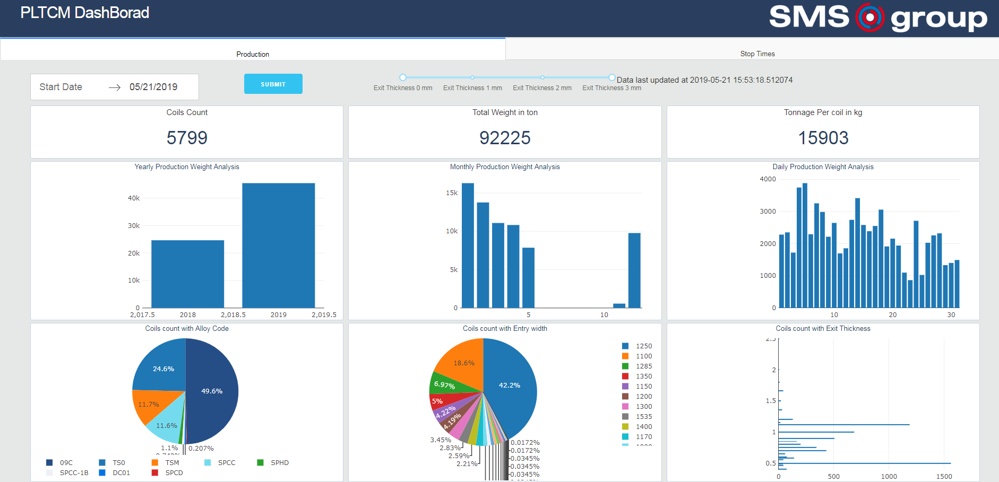 PLTCM DashBorad
SMS group
Production
Stop Times
Start Date
05/21/2019
SUBMIT
Exit Thickness 0 mm
Exit Thickness 1 mm
Exit Thickness 2 mm
Exit Thickness 3 mm
Data last updated at 2019-05-21 15:53:18.512074
Coils Count
5799
Total Weight in ton
92225
Tonnage Per coil in kg
15903
Yearly Production Weight Analysis
40k
30k
20k
10k
0
2,017.5 2018 2,018.5 2019 2,019.5
Monthly Production Weight Analysis
15k
10k
5k
0
5 10
Daily Production Weight Analysis
4000
3000
2000
1000
0
10 20 30
Coils count with Alloy Code
24.6%
49.6%
11.7%
11.6%
1.1%
0.207%
09C TS0 TSM SPCC SPHD
SPCC-1B DC01 SPCD
Coils count with Entry width
18.6%
42.2%
6.97%
5%
4.22%
4.19%
3.45%
2.83%
2.59%
2.21%
0.0172%
0.0172%
0.0345%
0.0345%
0.0345%
1250
1100
1285
1350
1150
1200
1300
1535
1400
1170
Coils count with Exit Thickness
2.5
2
1.5
1
0.5
0 500 1000 1500